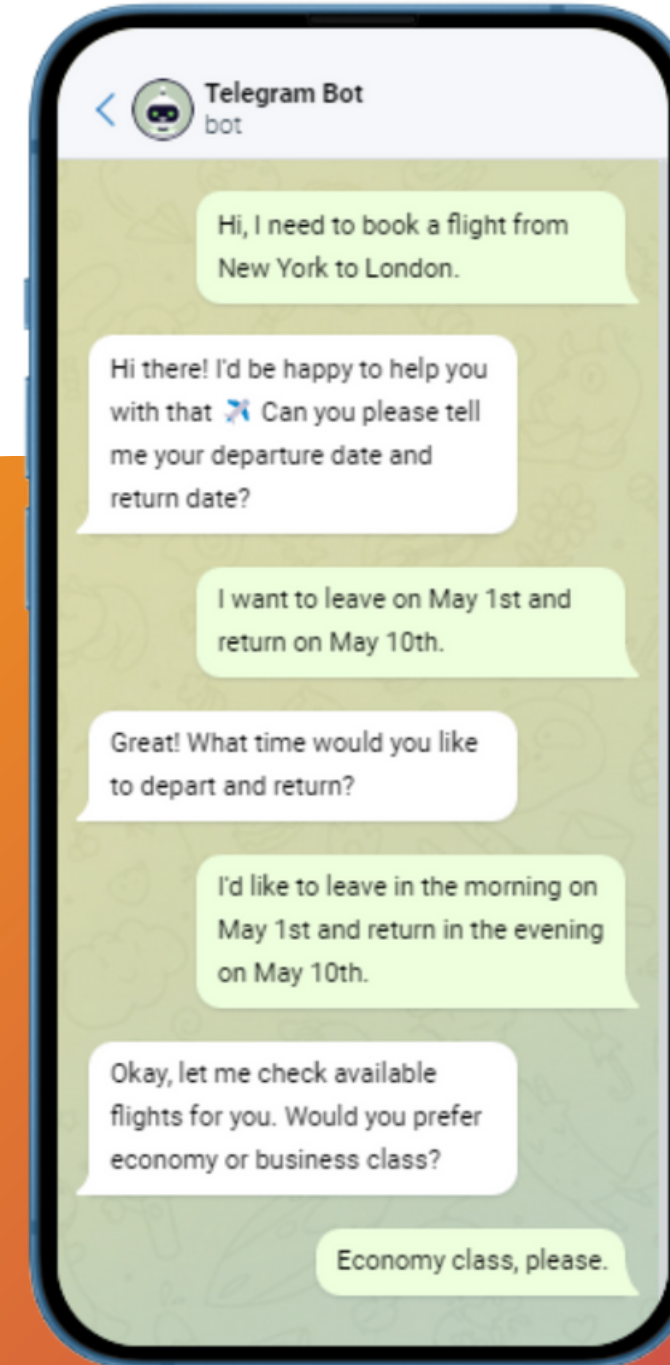 Telegram Bot
bot
Hi, I need to book a flight from
New York to London.
Hi there! I'd be happy to help you
with that ✈️ Can you please tell
me your departure date and
return date?
I want to leave on May 1st and
return on May 10th.
Great! What time would you like
to depart and return?
I'd like to leave in the morning on
May 1st and return in the evening
on May 10th.
Okay, let me check available
flights for you. Would you prefer
economy or business class?
Economy class, please.